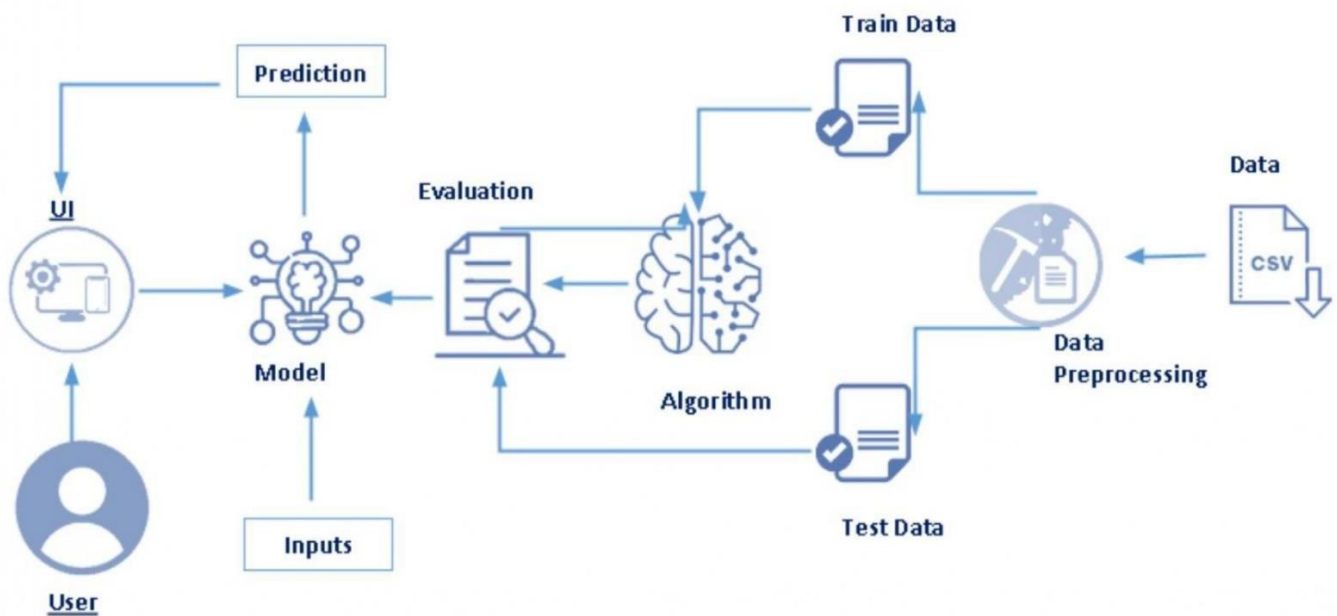 Train Data
Prediction
Data
Evaluation
UI
CSV
Data
Preprocessing
Model
Algorithm
Test Data
Inputs
User